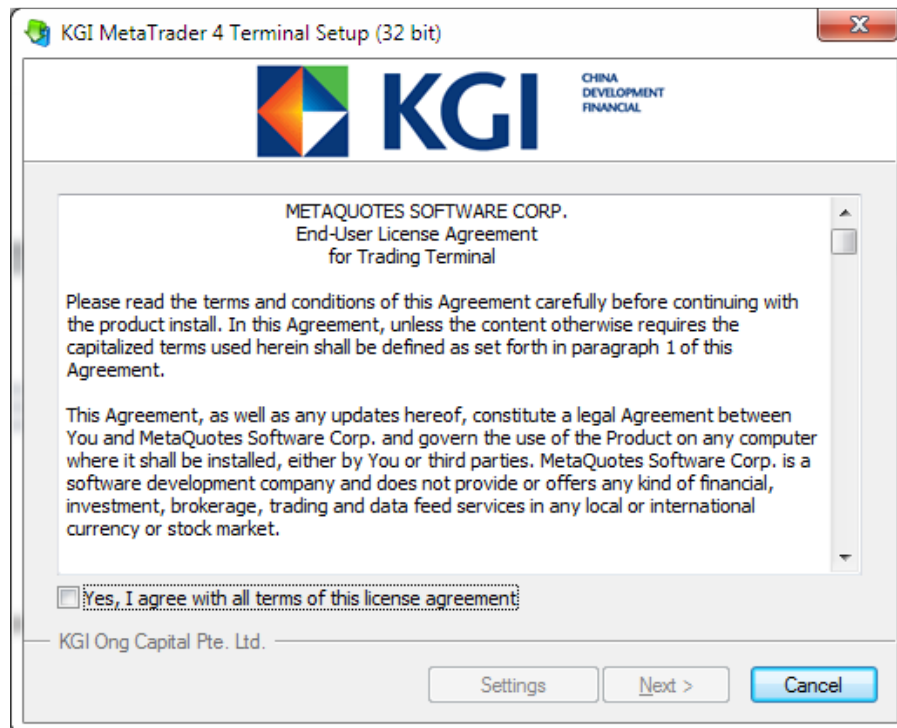 KGI MetaTrader 4 Terminal Setup (32 bit)
KGI
CHINA
DEVELOPMENT
FINANCIAL
METAQUOTES SOFTWARE CORP.
End-User License Agreement
for Trading Terminal
Please read the terms and conditions of this Agreement carefully before continuing with
the product install. In this Agreement, unless the content otherwise requires the
capitalized terms used herein shall be defined as set forth in paragraph 1 of this
Agreement.
This Agreement, as well as any updates hereof, constitute a legal Agreement between
You and MetaQuotes Software Corp. and govern the use of the Product on any computer
where it shall be installed, either by You or third parties. MetaQuotes Software Corp. is a
software development company and does not provide or offers any kind of financial,
investment, brokerage, trading and data feed services in any local or international
currency or stock market.
Yes, I agree with all terms of this license agreement
KGI Ong Capital Pte. Ltd.
Settings
Next >
Cancel